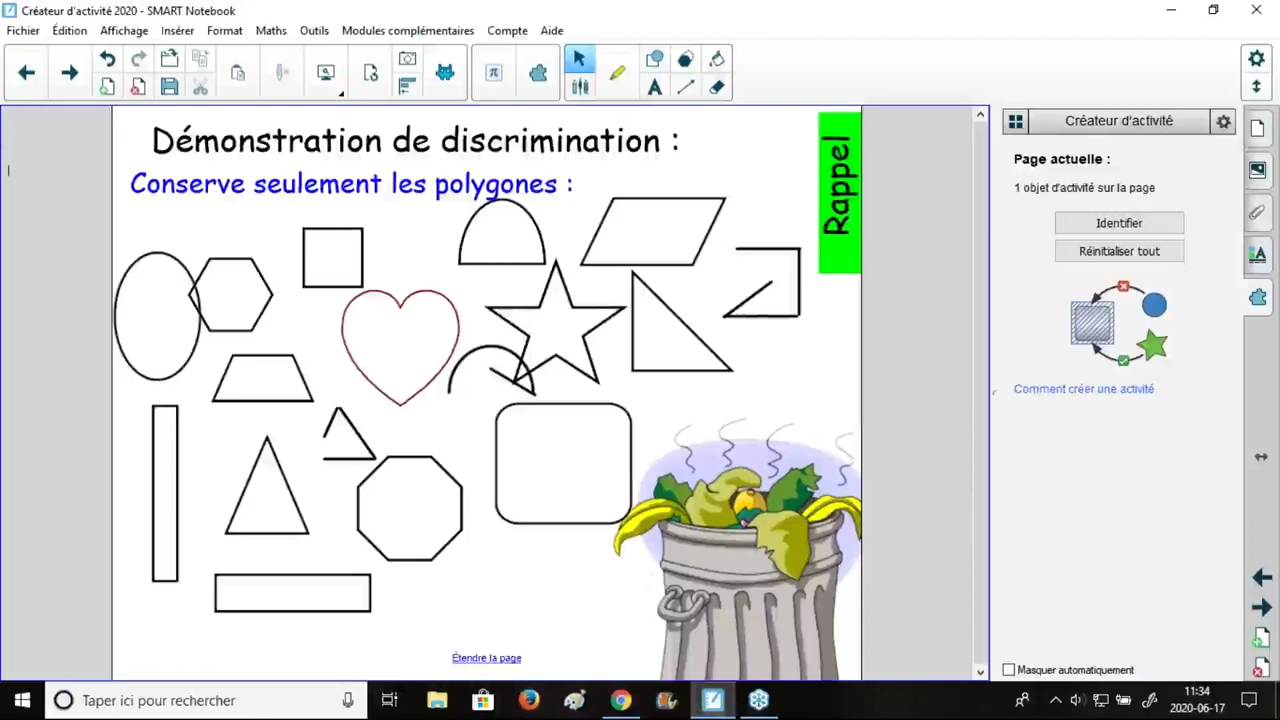 Créateur d'activité 2020 - SMART Notebook
Fichier Édition Affichage Insérer Format Maths Outils Modules complémentaires Compte Aide
Démonstration de discrimination :
Conserve seulement les polygones :
Rappel
Étendre la page
Créateur d'activité
Page actuelle :
1 objet d'activité sur la page
Identifier
Réinitialiser tout
Comment créer une activité
Masquer automatiquement
Taper ici pour rechercher
11:34
2020-06-17